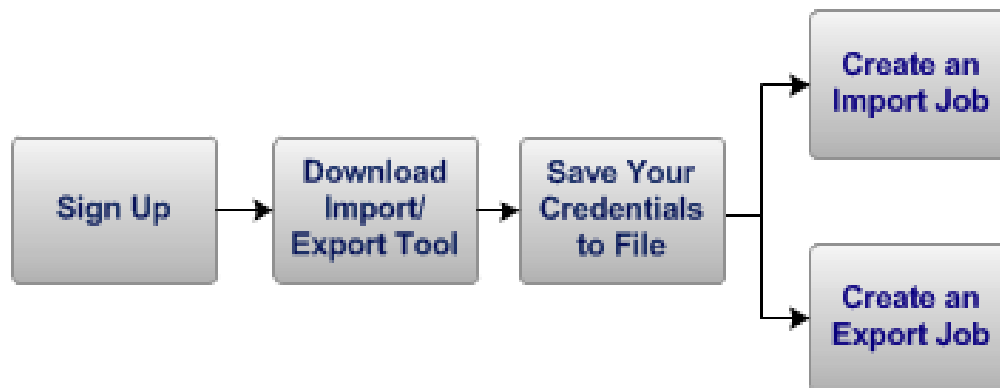 Sign Up
Download
Import/
Export Tool
Save Your
Credentials
to File
Create an
Import Job
Create an
Export Job